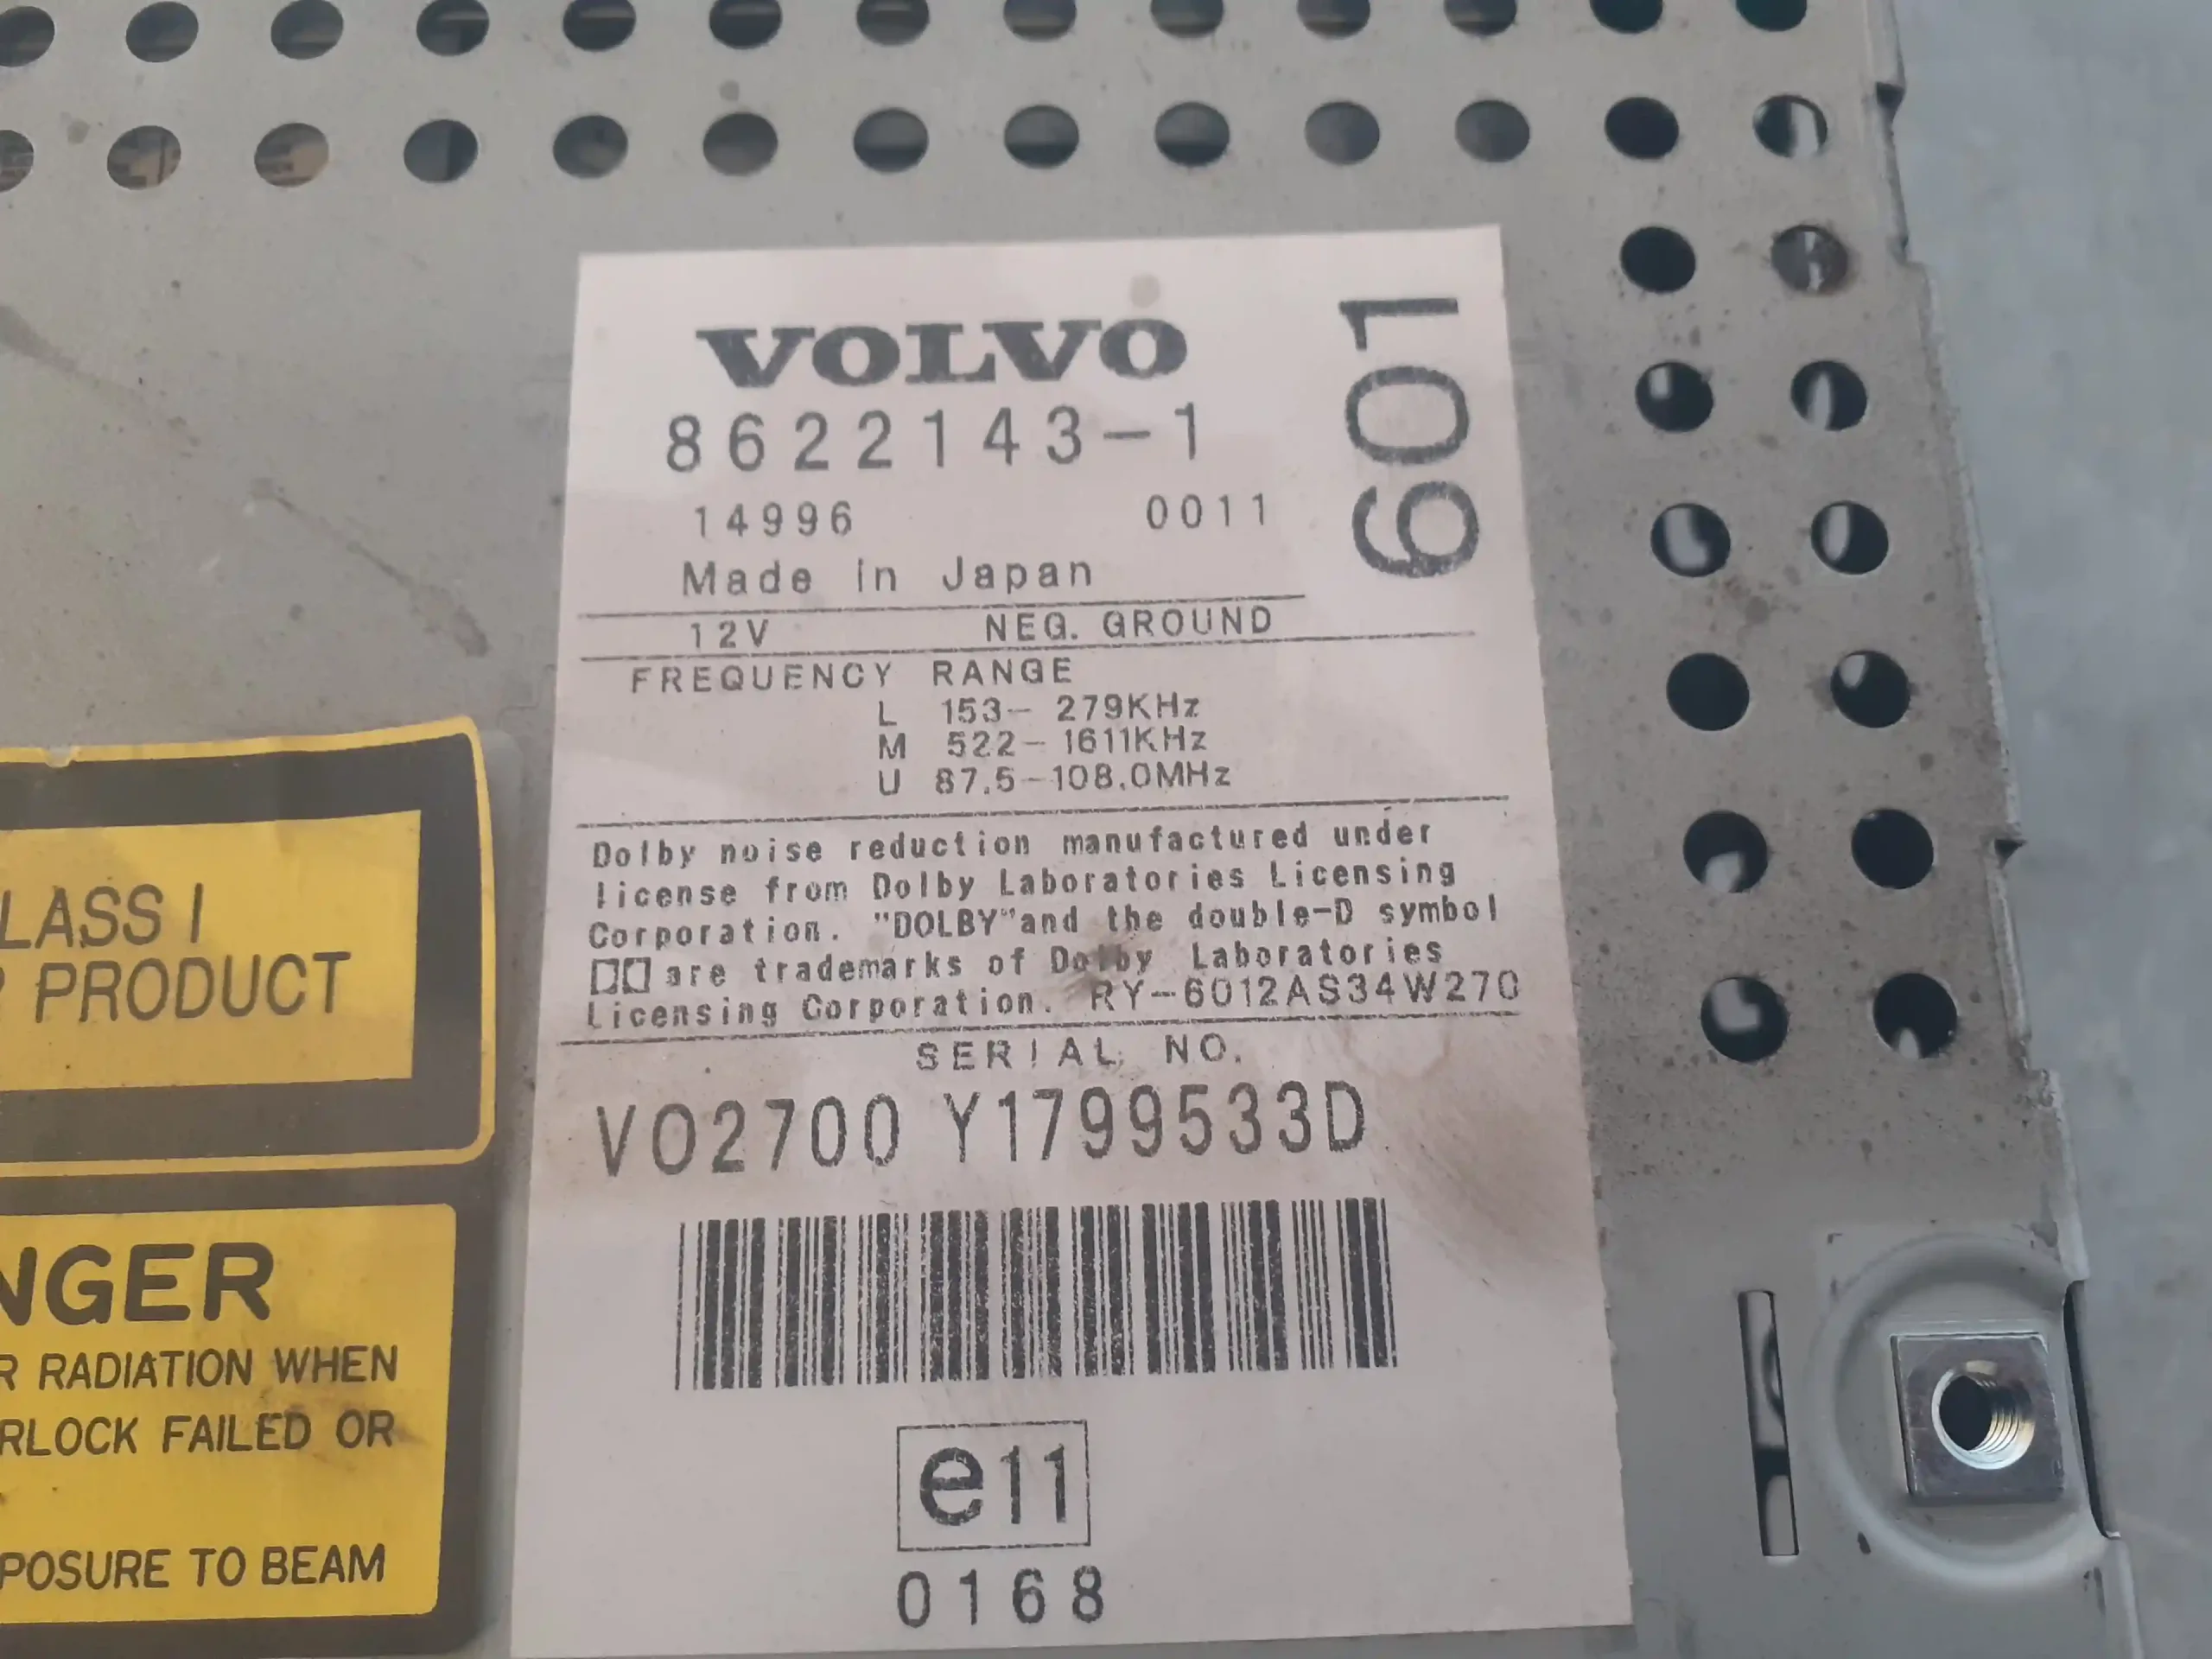 VOLVO
8622143-1
14996 0011
Made in Japan
601
12V NEG. GROUND
FREQUENCY RANGE
L 153- 279KHz
M 522- 1611KHz
U 87.5-108.0MHz
Dolby noise reduction manufactured under
license from Dolby Laboratories Licensing
Corporation. "DOLBY"and the double-D symbol
are trademarks of Dolby Laboratories
Licensing Corporation. RY-6012AS34W270
SERIAL NO.
VO2700 Y1799533D
e11
0168
LASS I
R PRODUCT
NGER
R RADIATION WHEN
RLOCK FAILED OR
POSURE TO BEAM